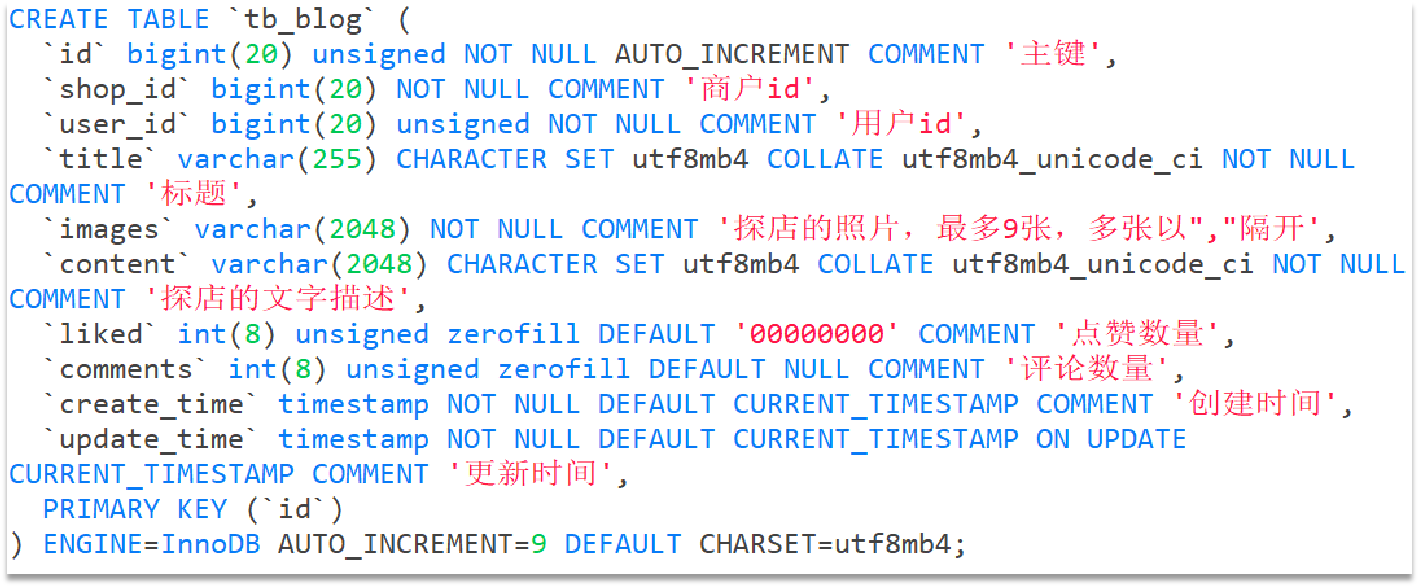 CREATE TABLE `tb_blog` (
  `id` bigint(20) unsigned NOT NULL AUTO_INCREMENT COMMENT '主键',
  `shop_id` bigint(20) NOT NULL COMMENT '商户id',
  `user_id` bigint(20) unsigned NOT NULL COMMENT '用户id',
  `title` varchar(255) CHARACTER SET utf8mb4 COLLATE utf8mb4_unicode_ci NOT NULL
COMMENT '标题',
  `images` varchar(2048) NOT NULL COMMENT '探店的照片，最多9张，多张以","隔开',
  `content` varchar(2048) CHARACTER SET utf8mb4 COLLATE utf8mb4_unicode_ci NOT NULL
COMMENT '探店的文字描述',
  `liked` int(8) unsigned zerofill DEFAULT '00000000' COMMENT '点赞数量',
  `comments` int(8) unsigned zerofill DEFAULT NULL COMMENT '评论数量',
  `create_time` timestamp NOT NULL DEFAULT CURRENT_TIMESTAMP COMMENT '创建时间',
  `update_time` timestamp NOT NULL DEFAULT CURRENT_TIMESTAMP ON UPDATE
CURRENT_TIMESTAMP COMMENT '更新时间',
  PRIMARY KEY (`id`)
) ENGINE=InnoDB AUTO_INCREMENT=9 DEFAULT CHARSET=utf8mb4;